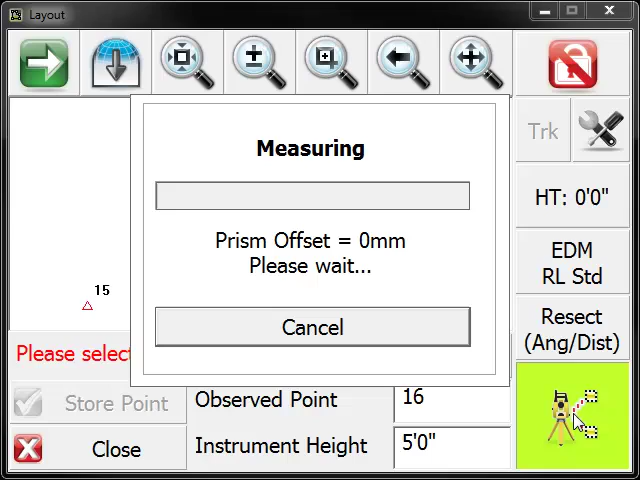 Layout
Measuring
Prism Offset = 0mm
Please wait...
Cancel
Trk
HT: 0'0"
EDM
RL Std
Resect
(Ang/Dist)
15
Please select
Store Point
Observed Point
16
Close
Instrument Height
5'0"